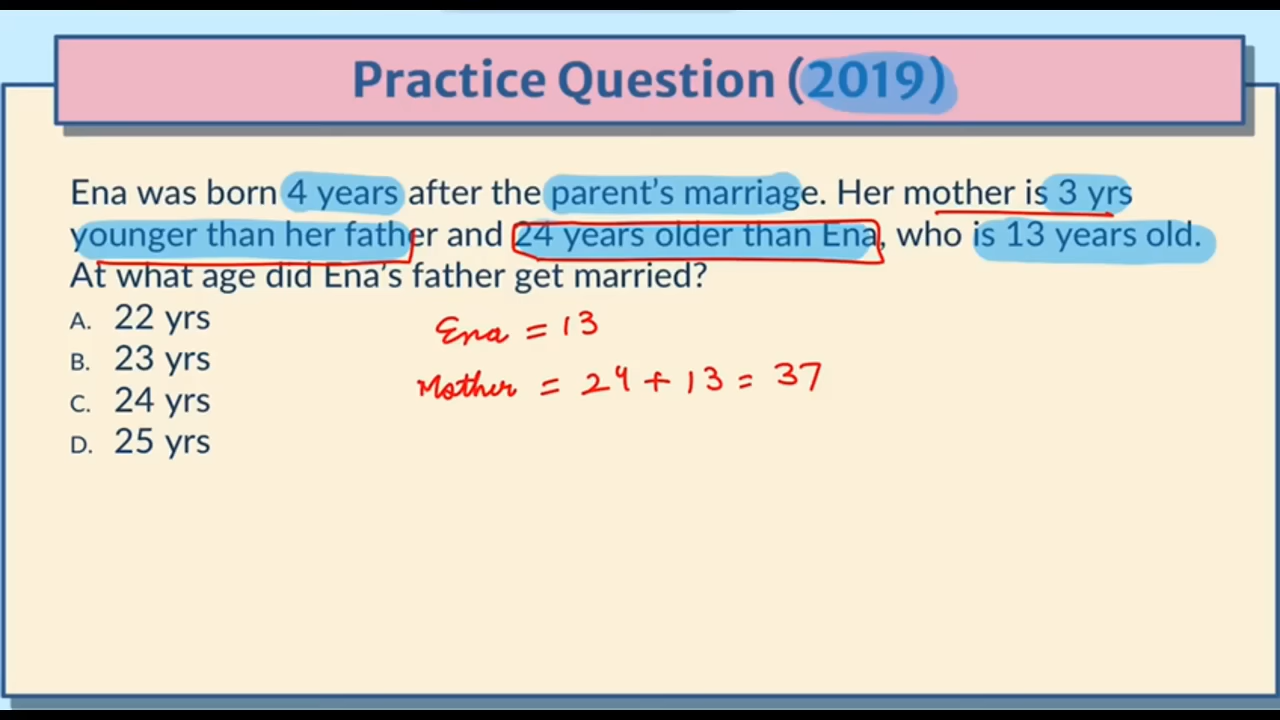 Practice Question (2019)
Ena was born 4 years after the parent's marriage. Her mother is 3 yrs
younger than her father and 24 years older than Ena, who is 13 years old.
At what age did Ena's father get married?
A. 22 yrs
B. 23 yrs
C. 24 yrs
D. 25 yrs
Ena = 13
Mother = 24 + 13 = 37